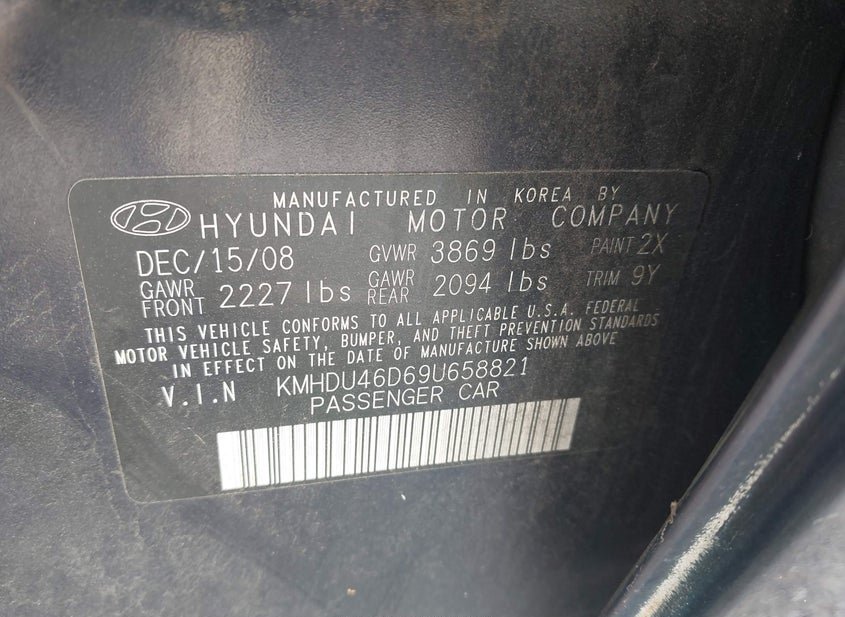 MANUFACTURED IN KOREA BY
HYUNDAI MOTOR COMPANY
DEC/15/08 GVWR 3869 lbs PAINT 2X
GAWR FRONT 2227 lbs GAWR REAR 2094 lbs TRIM 9Y
THIS VEHICLE CONFORMS TO ALL APPLICABLE U.S.A. FEDERAL
MOTOR VEHICLE SAFETY, BUMPER, AND THEFT PREVENTION STANDARDS
IN EFFECT ON THE DATE OF MANUFACTURE SHOWN ABOVE
V.I.N KMHDU46D69U658821
PASSENGER CAR